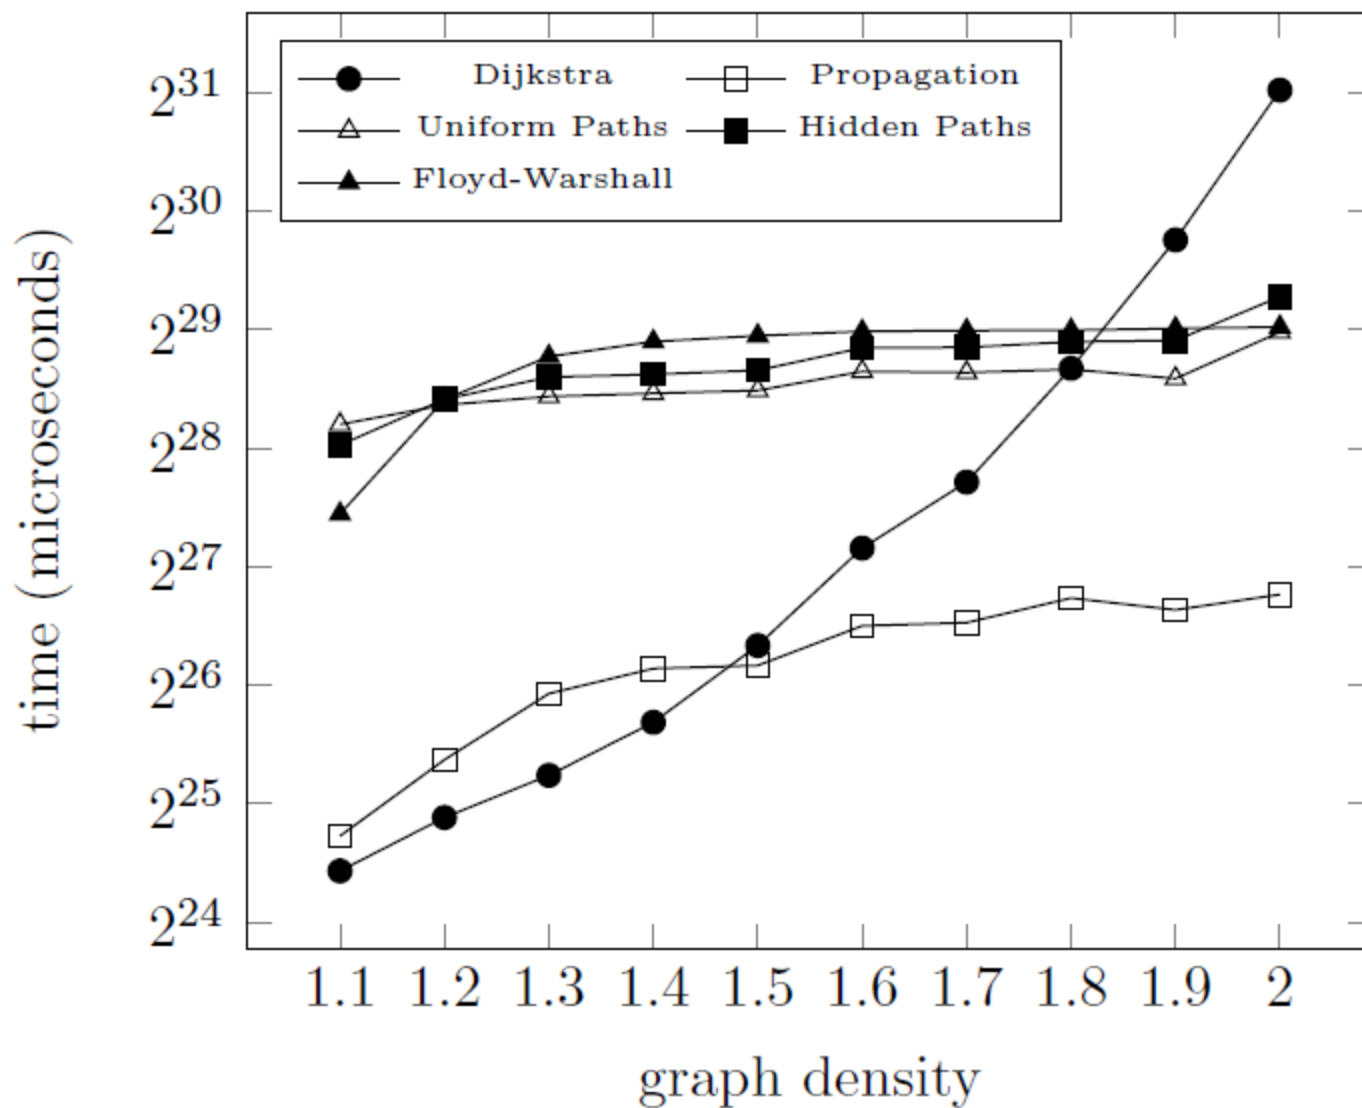 Dijkstra Propagation
Uniform Paths Hidden Paths
Floyd-Warshall
2^31
2^30
2^29
2^28
2^27
2^26
2^25
2^24
time (microseconds)
1.1 1.2 1.3 1.4 1.5 1.6 1.7 1.8 1.9 2
graph density